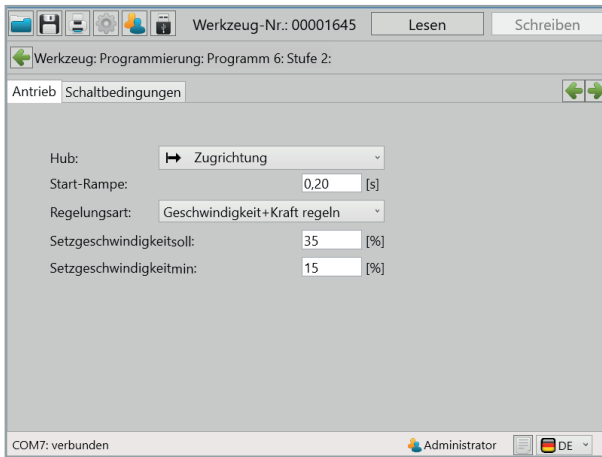 Werkzeug-Nr.: 00001645 Lesen Schreiben
Werkzeug: Programmierung: Programm 6: Stufe 2:
Antrieb Schaltbedingungen
Hub: Zugrichtung
Start-Rampe: 0,20 [s]
Regelungsart: Geschwindigkeit+Kraft regeln
Setzgeschwindigkeitsoll: 35 [%]
Setzgeschwindigkeitmin: 15 [%]
COM7: verbunden Administrator DE